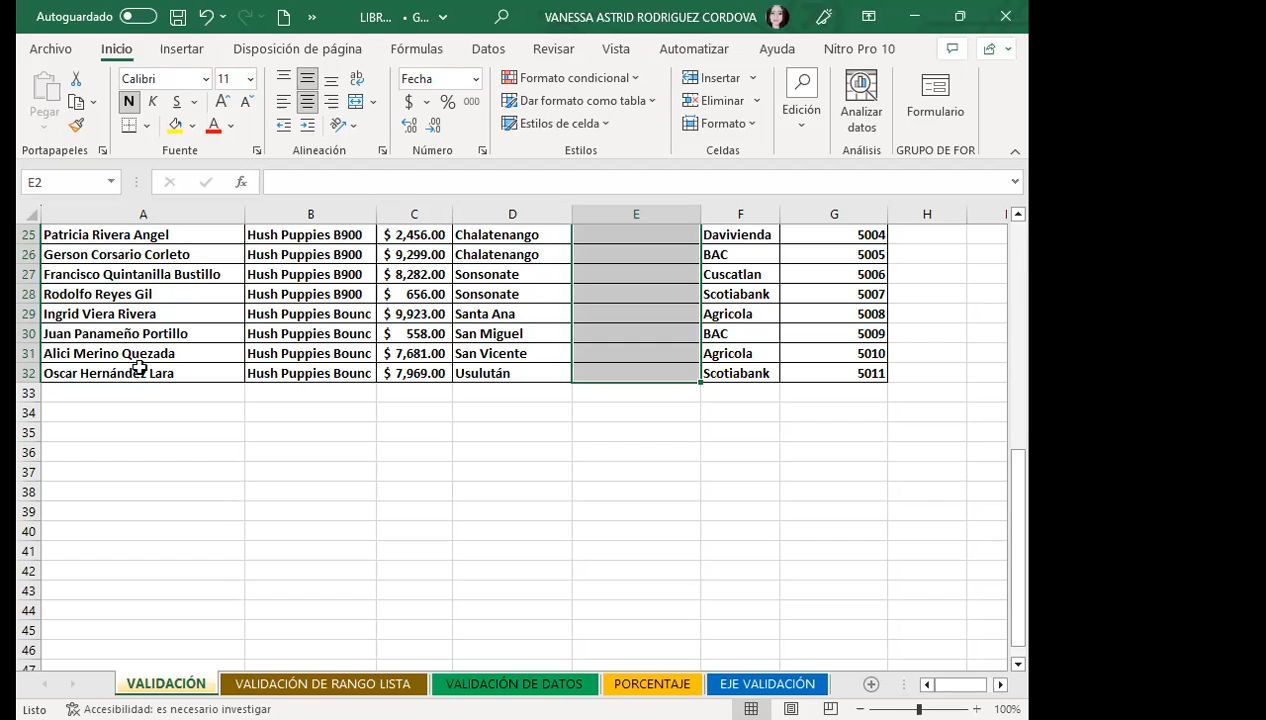 Autoguardado LIBR... • G... VANESSA ASTRID RODRIGUEZ CORDOVA
Archivo Inicio Insertar Disposición de página Fórmulas Datos Revisar Vista Automatizar Ayuda Nitro Pro 10
Pegar Calibri 11 Fecha Formato condicional Insertar Edición Analizar datos Formulario
N K S A A A ab $ % 000 Dar formato como tabla Eliminar
Estilos de celda Formato
Portapapeles Fuente Alineación Número Estilos Celdas Análisis GRUPO DE FOR
E2 fx
A B C D E F G H I
25 Patricia Rivera Angel Hush Puppies B900 $ 2,456.00 Chalatenango Davivienda 5004
26 Gerson Corsario Corleto Hush Puppies B900 $ 9,299.00 Chalatenango BAC 5005
27 Francisco Quintanilla Bustillo Hush Puppies B900 $ 8,282.00 Sonsonate Cuscatlan 5006
28 Rodolfo Reyes Gil Hush Puppies B900 $ 656.00 Sonsonate Scotiabank 5007
29 Ingrid Viera Rivera Hush Puppies Bounc $ 9,923.00 Santa Ana Agricola 5008
30 Juan Panameño Portillo Hush Puppies Bounc $ 558.00 San Miguel BAC 5009
31 Alici Merino Quezada Hush Puppies Bounc $ 7,681.00 San Vicente Agricola 5010
32 Oscar Hernández Lara Hush Puppies Bounc $ 7,969.00 Usulután Scotiabank 5011
33
34
35
36
37
38
39
40
41
42
43
44
45
46
47
VALIDACIÓN VALIDACIÓN DE RANGO LISTA VALIDACIÓN DE DATOS PORCENTAJE EJE VALIDACIÓN
Listo Accesibilidad: es necesario investigar 100%